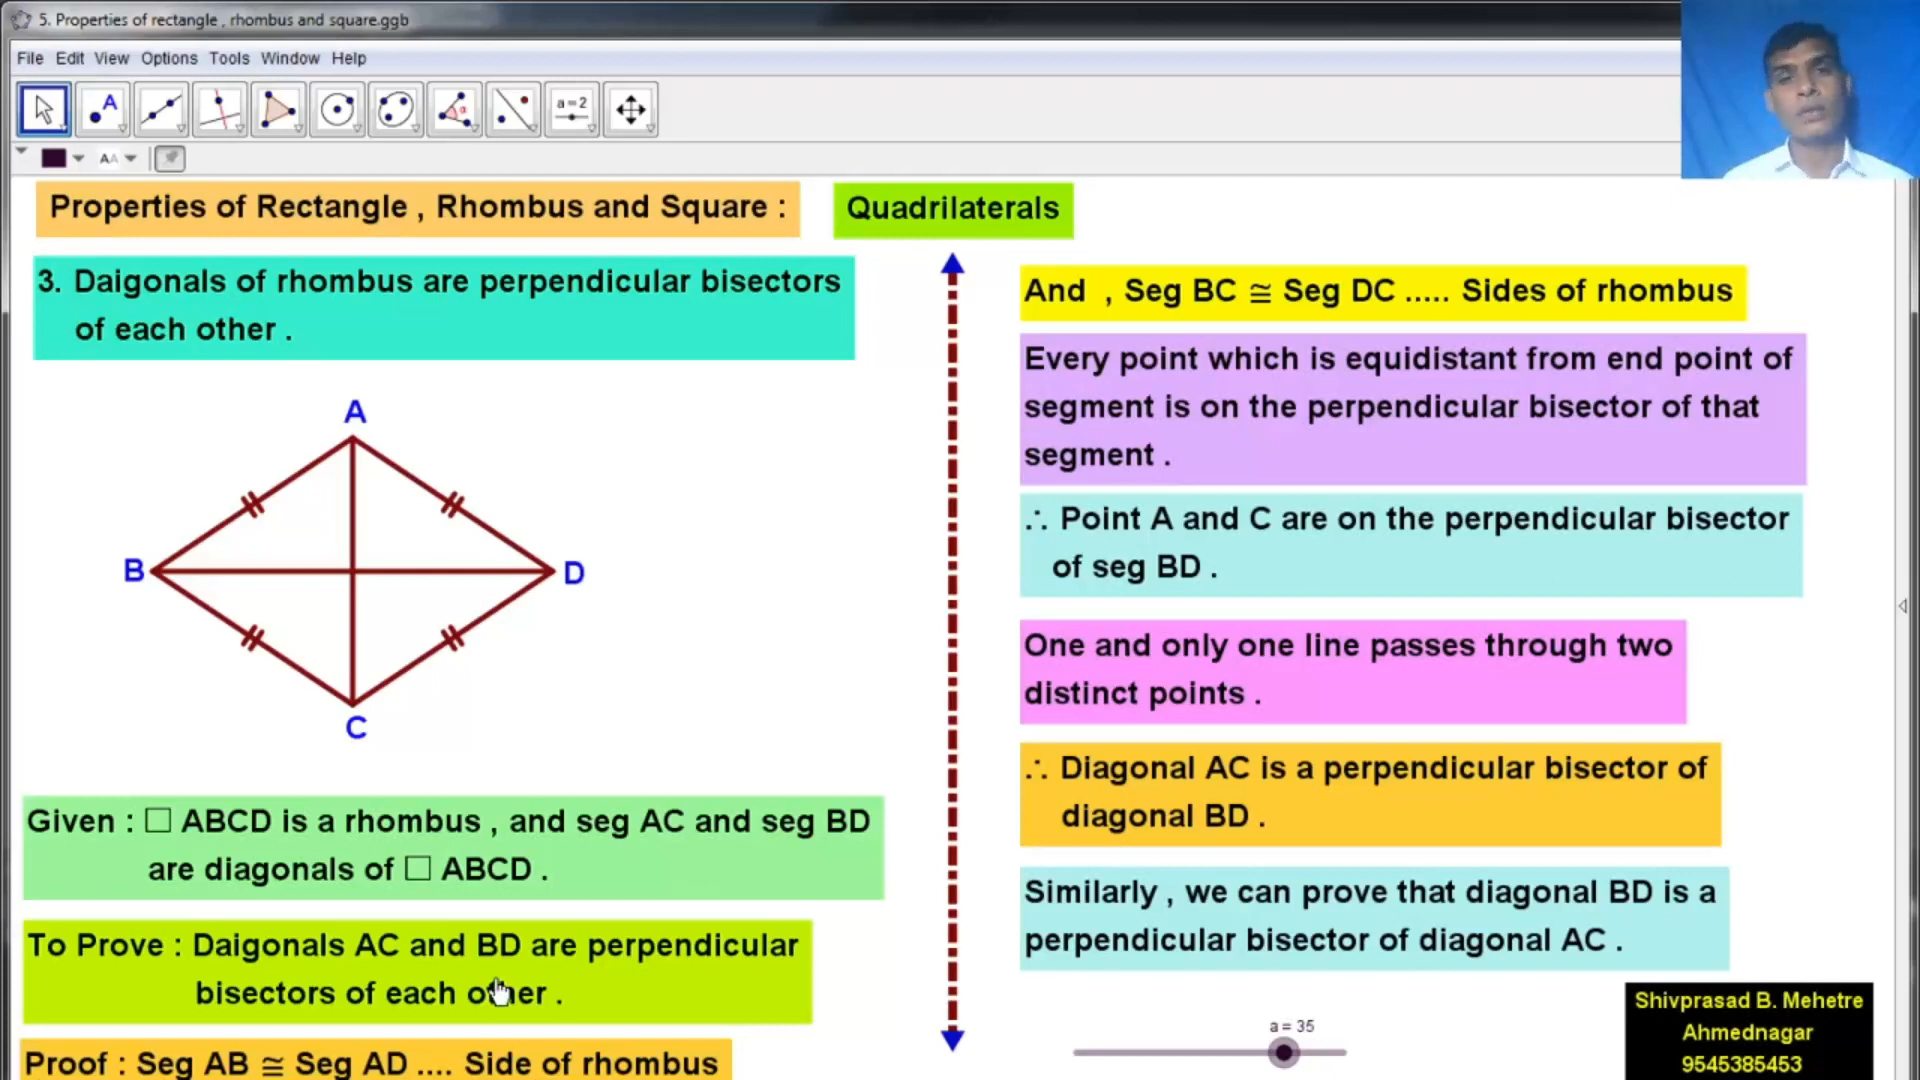 5. Properties of rectangle , rhombus and square.ggb
File Edit View Options Tools Window Help
A
α
a = 2
AA
Properties of Rectangle , Rhombus and Square :
Quadrilaterals
3. Daigonals of rhombus are perpendicular bisectors
of each other .
A
B
D
C
Given : □ ABCD is a rhombus , and seg AC and seg BD
are diagonals of □ ABCD .
To Prove : Daigonals AC and BD are perpendicular
bisectors of each other .
Proof : Seg AB ≅ Seg AD .... Side of rhombus
And , Seg BC ≅ Seg DC ..... Sides of rhombus
Every point which is equidistant from end point of
segment is on the perpendicular bisector of that
segment .
∴ Point A and C are on the perpendicular bisector
of seg BD .
One and only one line passes through two
distinct points .
∴ Diagonal AC is a perpendicular bisector of
diagonal BD .
Similarly , we can prove that diagonal BD is a
perpendicular bisector of diagonal AC .
a = 35
Shivprasad B. Mehetre
Ahmednagar
9545385453